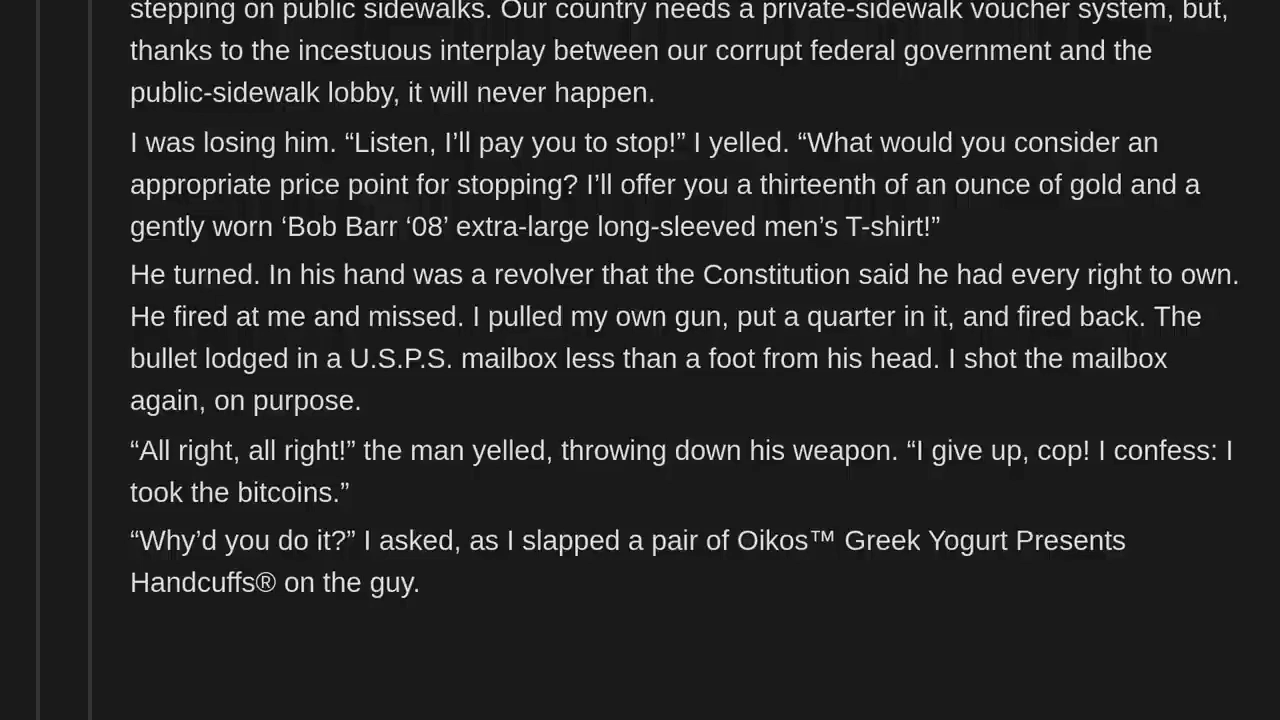 stepping on public sidewalks. Our country needs a private-sidewalk voucher system, but,
thanks to the incestuous interplay between our corrupt federal government and the
public-sidewalk lobby, it will never happen.
I was losing him. “Listen, I’ll pay you to stop!” I yelled. “What would you consider an
appropriate price point for stopping? I’ll offer you a thirteenth of an ounce of gold and a
gently worn ‘Bob Barr ‘08’ extra-large long-sleeved men’s T-shirt!”
He turned. In his hand was a revolver that the Constitution said he had every right to own.
He fired at me and missed. I pulled my own gun, put a quarter in it, and fired back. The
bullet lodged in a U.S.P.S. mailbox less than a foot from his head. I shot the mailbox
again, on purpose.
“All right, all right!” the man yelled, throwing down his weapon. “I give up, cop! I confess: I
took the bitcoins.”
“Why’d you do it?” I asked, as I slapped a pair of Oikos™ Greek Yogurt Presents
Handcuffs® on the guy.